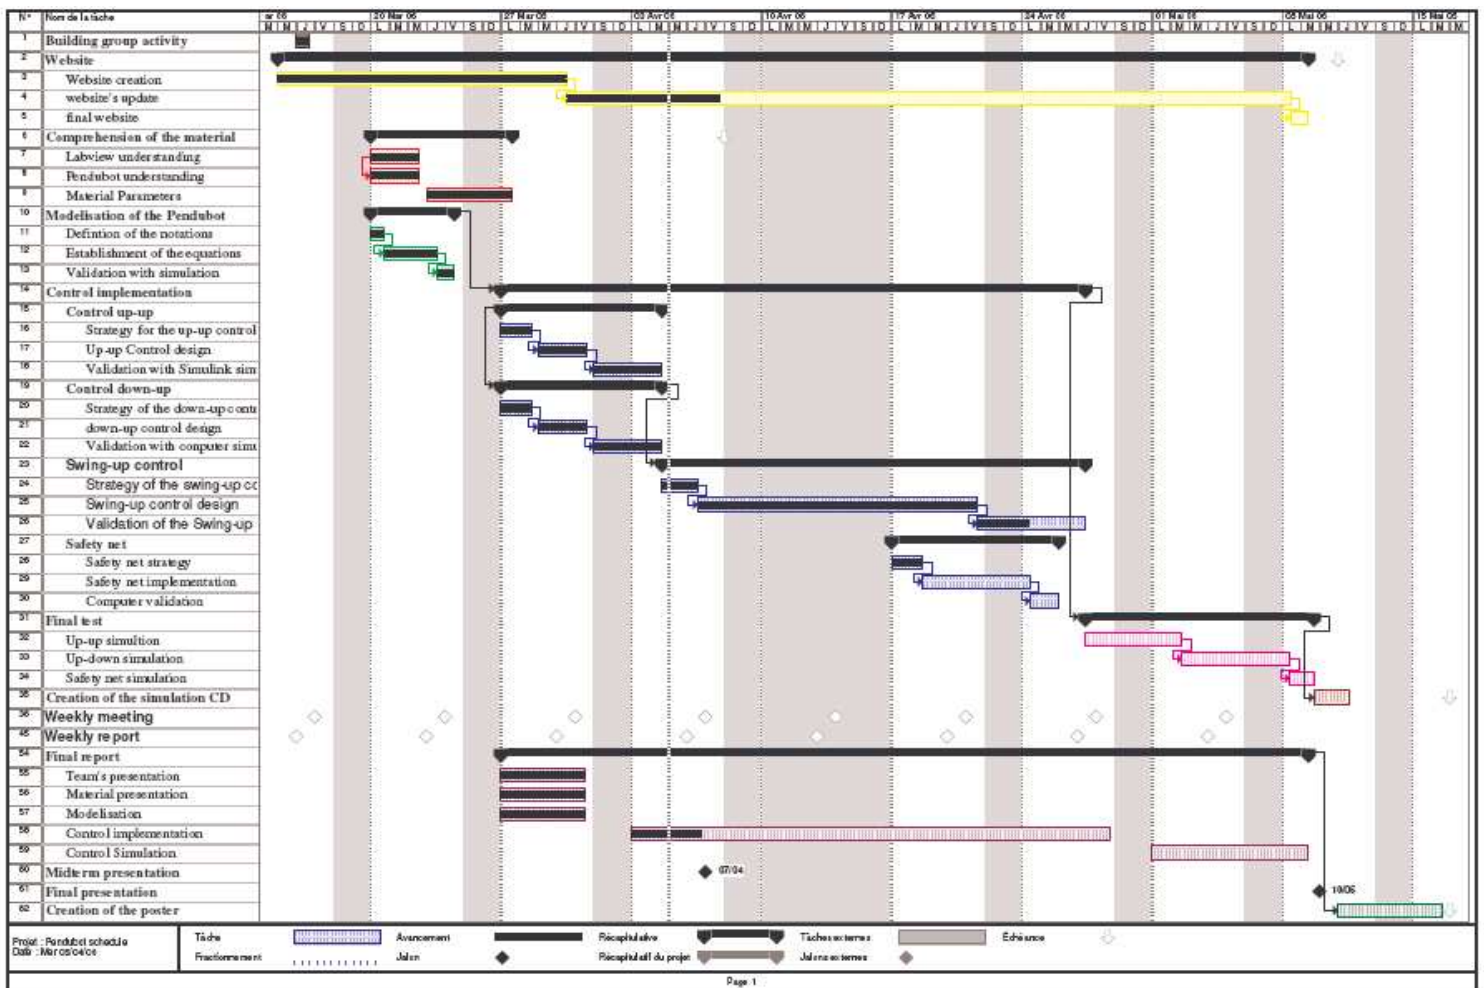 N° Nom de la tâche
ar 06 20 Mar 06 27 Mar 06 03 Avr 06 10 Avr 06 17 Avr 06 24 Avr 06 01 Mai 06 08 Mai 06 15 Mai 06
1 Building group activity
2 Website
3 Website creation
4 website's update
5 final website
6 Comprehension of the material
7 Labview understanding
8 Pendubot understanding
9 Material Parameters
10 Modelisation of the Pendubot
11 Defintion of the notations
12 Establishment of the equations
13 Validation with simulation
14 Control implementation
15 Control up-up
16 Strategy for the up-up control
17 Up-up Control design
18 Validation with Simulink sim
19 Control down-up
20 Strategy of the down-up contr
21 down-up control design
22 Validation with conputer simu
23 Swing-up control
24 Strategy of the swing-up cc
25 Swing-up control design
26 Validation of the Swing-up
27 Safety net
28 Safety net strategy
29 Safety net implementation
30 Computer validation
31 Final test
32 Up-up simultion
33 Up-down simulation
34 Safety net simulation
35 Creation of the simulation CD
36 Weekly meeting
45 Weekly report
54 Final report
55 Team's presentation
56 Material presentation
57 Modelisation
58 Control implementation
59 Control Simulation
60 Midterm presentation 07/04
61 Final presentation 10/05
62 Creation of the poster
Projet : Pendubot schedule
Date : Mer 05/04/06
Tâche Avancement Récapitulative Tâches externes Échéance
Fractionnement Jalon Récapitulatif du projet Jalons externes
Page 1